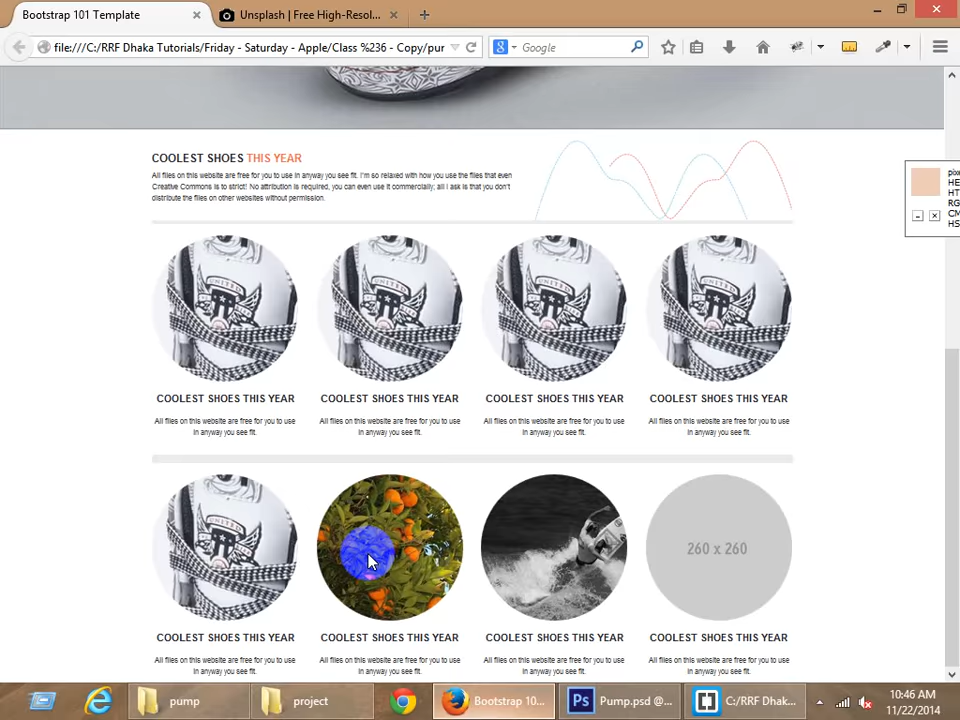 Bootstrap 101 Template
Unsplash | Free High-Resol...
file:///C:/RRF Dhaka Tutorials/Friday - Saturday - Apple/Class %236 - Copy/pur
Google
COOLEST SHOES THIS YEAR
All files on this website are free for you to use in anyway you see fit. I'm so relaxed with how you use the files that even
Creative Commons is to strict! No attribution is required, you can even use it commercially; all I ask is that you don't
distribute the files on other websites without permission.
pixe
HE
HT
RG
CM
HS
UNITED
UNITED
UNITED
UNITED
COOLEST SHOES THIS YEAR
COOLEST SHOES THIS YEAR
COOLEST SHOES THIS YEAR
COOLEST SHOES THIS YEAR
All files on this website are free for you to use
in anyway you see fit.
All files on this website are free for you to use
in anyway you see fit.
All files on this website are free for you to use
in anyway you see fit.
All files on this website are free for you to use
in anyway you see fit.
UNITED
260 x 260
COOLEST SHOES THIS YEAR
COOLEST SHOES THIS YEAR
COOLEST SHOES THIS YEAR
COOLEST SHOES THIS YEAR
All files on this website are free for you to use
in anyway you see fit.
All files on this website are free for you to use
in anyway you see fit.
All files on this website are free for you to use
in anyway you see fit.
All files on this website are free for you to use
in anyway you see fit.
pump
project
Bootstrap 10...
Ps
Pump.psd @...
C:/RRF Dhak...
10:46 AM
11/22/2014